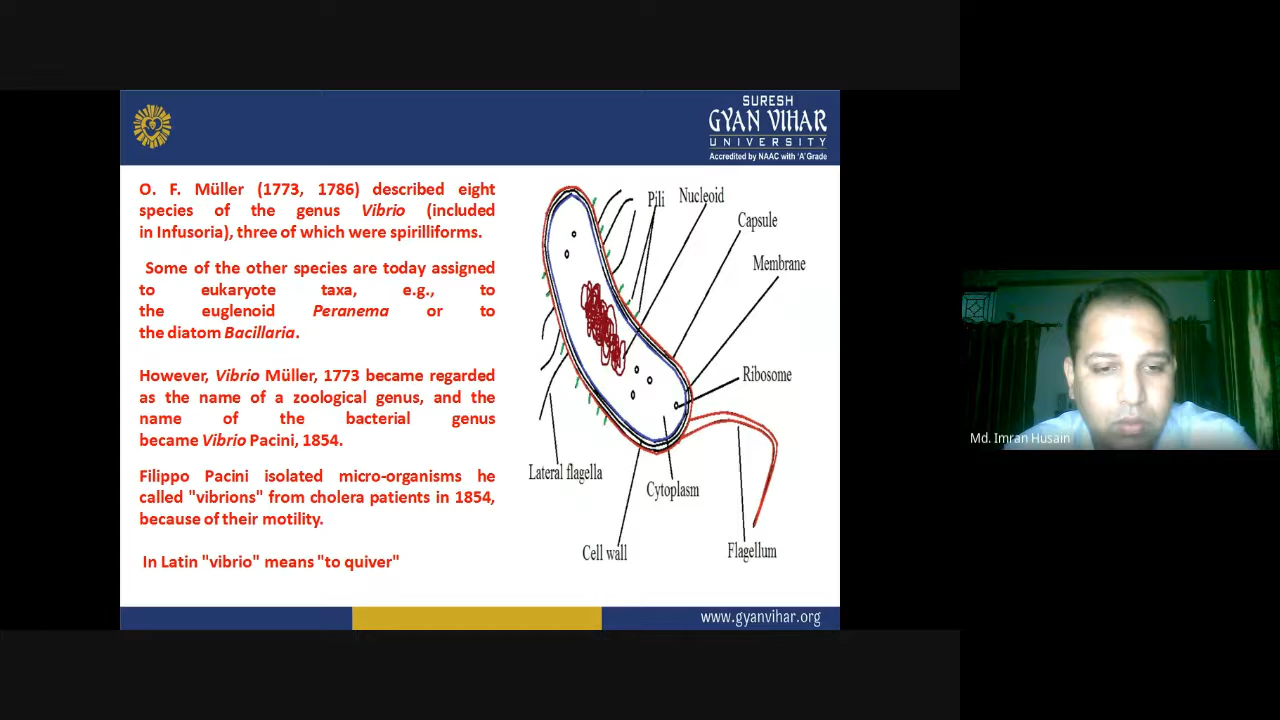 SURESH
GYAN VIHAR
UNIVERSITY
Accredited by NAAC with 'A' Grade
O. F. Müller (1773, 1786) described eight
species of the genus Vibrio (included
in Infusoria), three of which were spirilliforms.
Some of the other species are today assigned
to eukaryote taxa, e.g., to
the euglenoid Peranema or to
the diatom Bacillaria.
However, Vibrio Müller, 1773 became regarded
as the name of a zoological genus, and the
name of the bacterial genus
became Vibrio Pacini, 1854.
Filippo Pacini isolated micro-organisms he
called "vibrions" from cholera patients in 1854,
because of their motility.
In Latin "vibrio" means "to quiver"
Pili
Nucleoid
Capsule
Membrane
Ribosome
Lateral flagella
Cytoplasm
Cell wall
Flagellum
www.gyanvihar.org
Md. Imran Husain